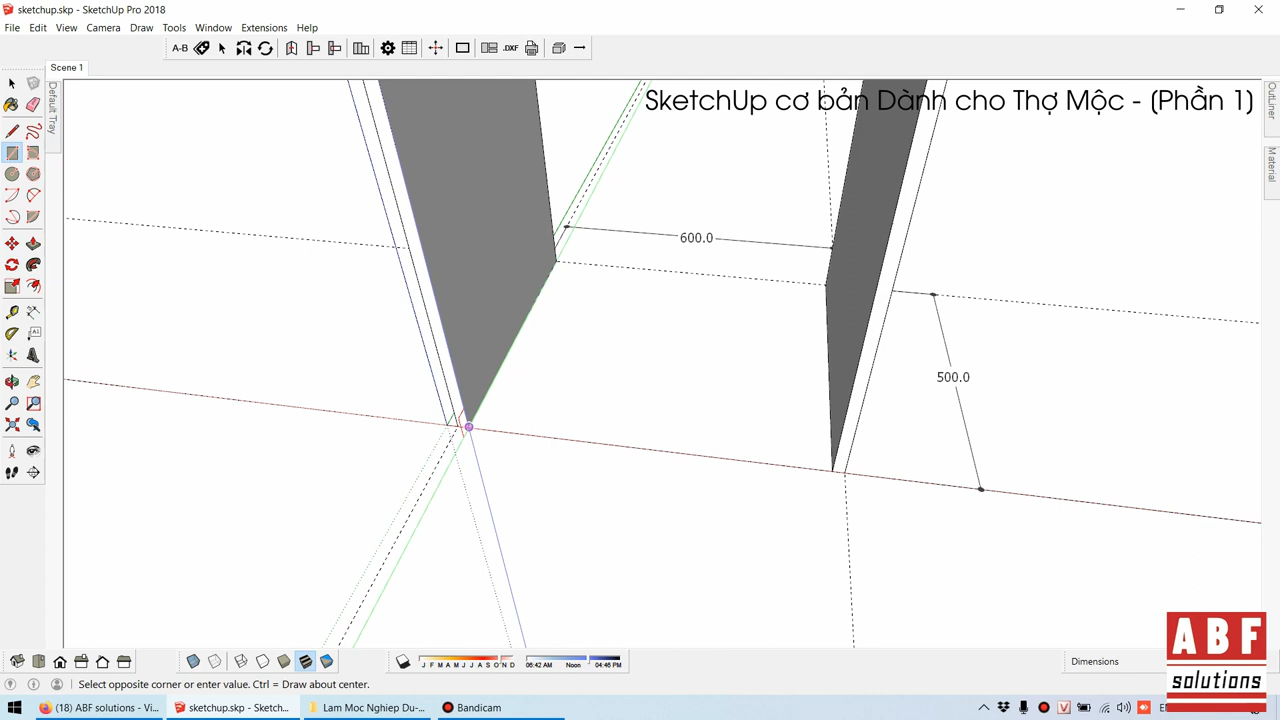 sketchup.skp - SketchUp Pro 2018
File Edit View Camera Draw Tools Window Extensions Help
A-B
.DXF
Scene 1
Default Tray
SketchUp cơ bản Dành cho Thợ Mộc - (Phần 1)
OutLiner
Material
600.0
500.0
ABF
solutions
J F M A M J J A S O N D
06:42 AM Noon 04:46 PM
Dimensions
Select opposite corner or enter value. Ctrl = Draw about center.
(18) ABF solutions - Vi...
sketchup.skp - Sketch...
Lam Moc Nghiep Du-...
Bandicam